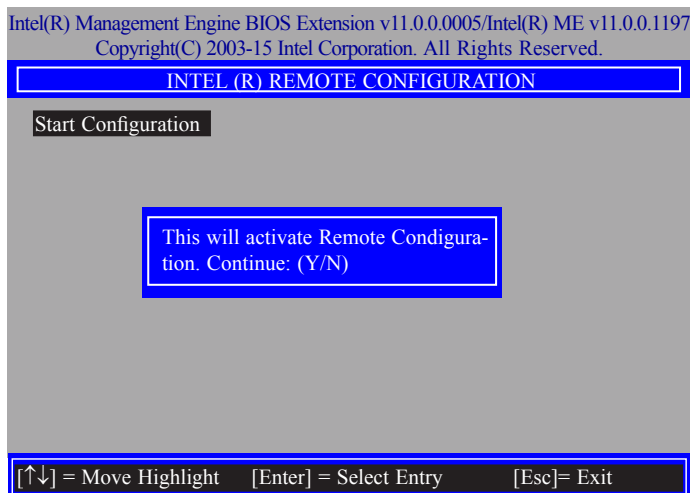 Intel(R) Management Engine BIOS Extension v11.0.0.0005/Intel(R) ME v11.0.0.1197
Copyright(C) 2003-15 Intel Corporation. All Rights Reserved.
INTEL (R) REMOTE CONFIGURATION
Start Configuration
This will activate Remote Condigura-
tion. Continue: (Y/N)
[↑↓] = Move Highlight [Enter] = Select Entry [Esc]= Exit